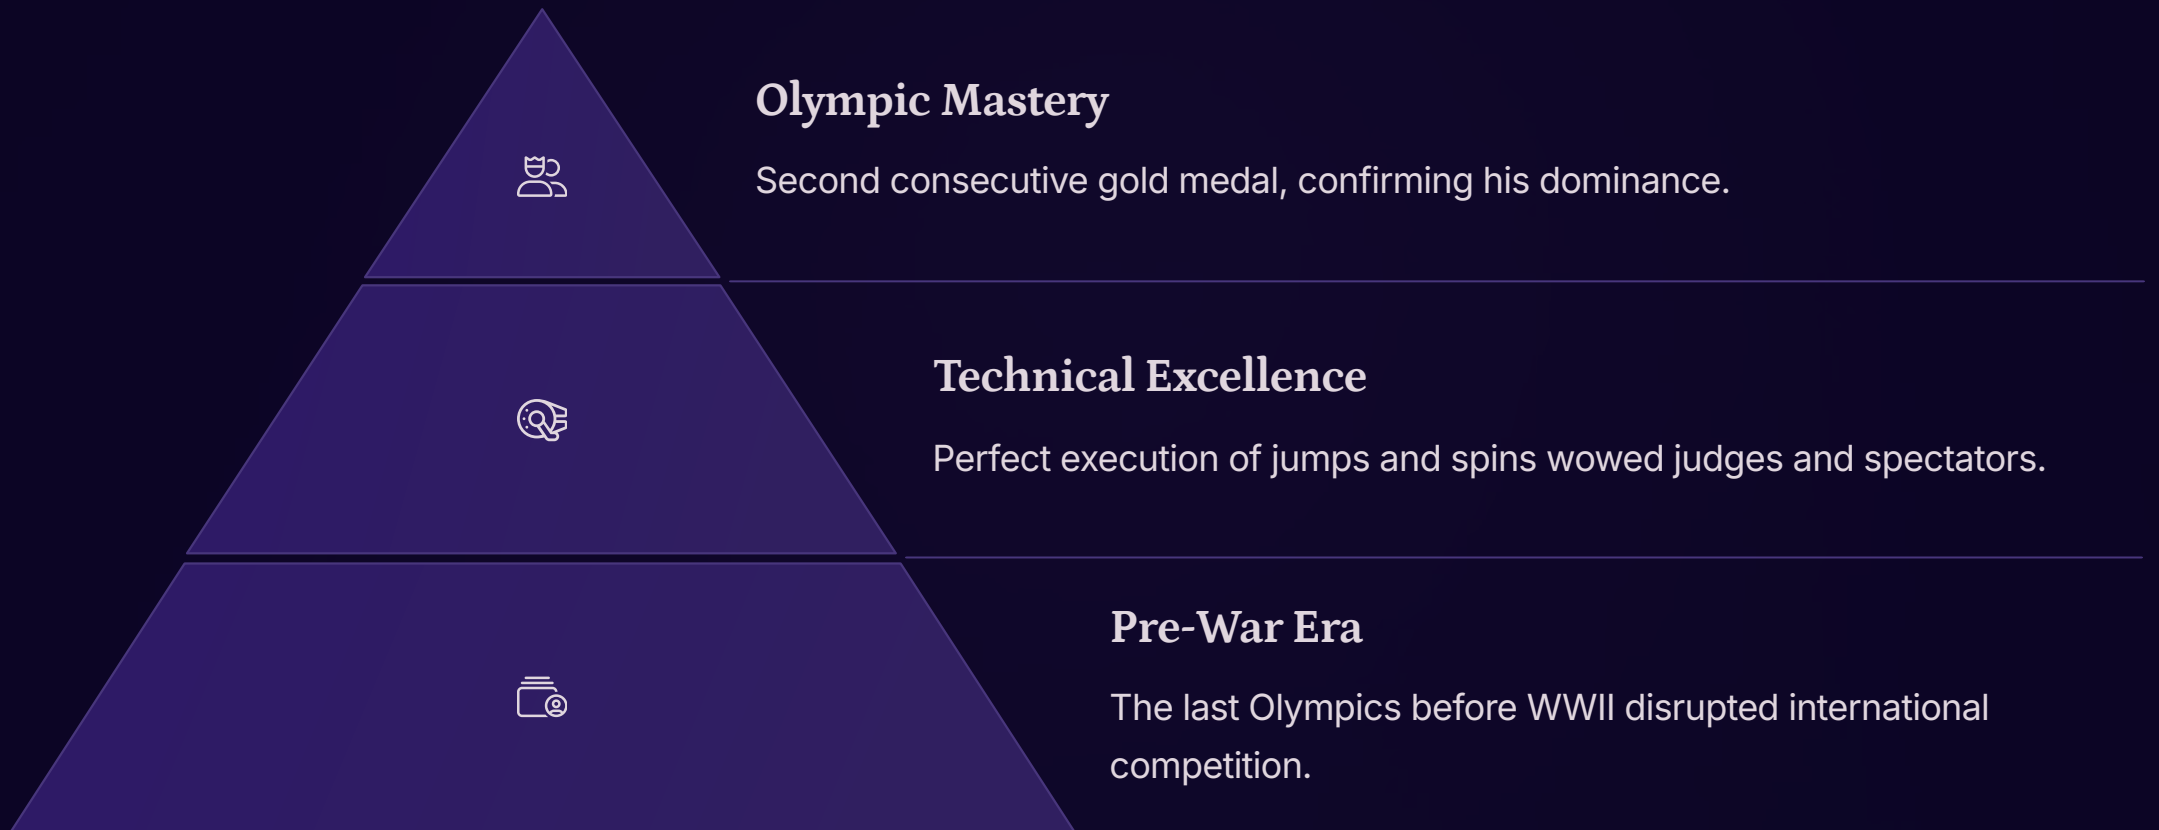 Olympic Mastery
Second consecutive gold medal, confirming his dominance.
Technical Excellence
Perfect execution of jumps and spins wowed judges and spectators.
Pre-War Era
The last Olympics before WWII disrupted international
competition.